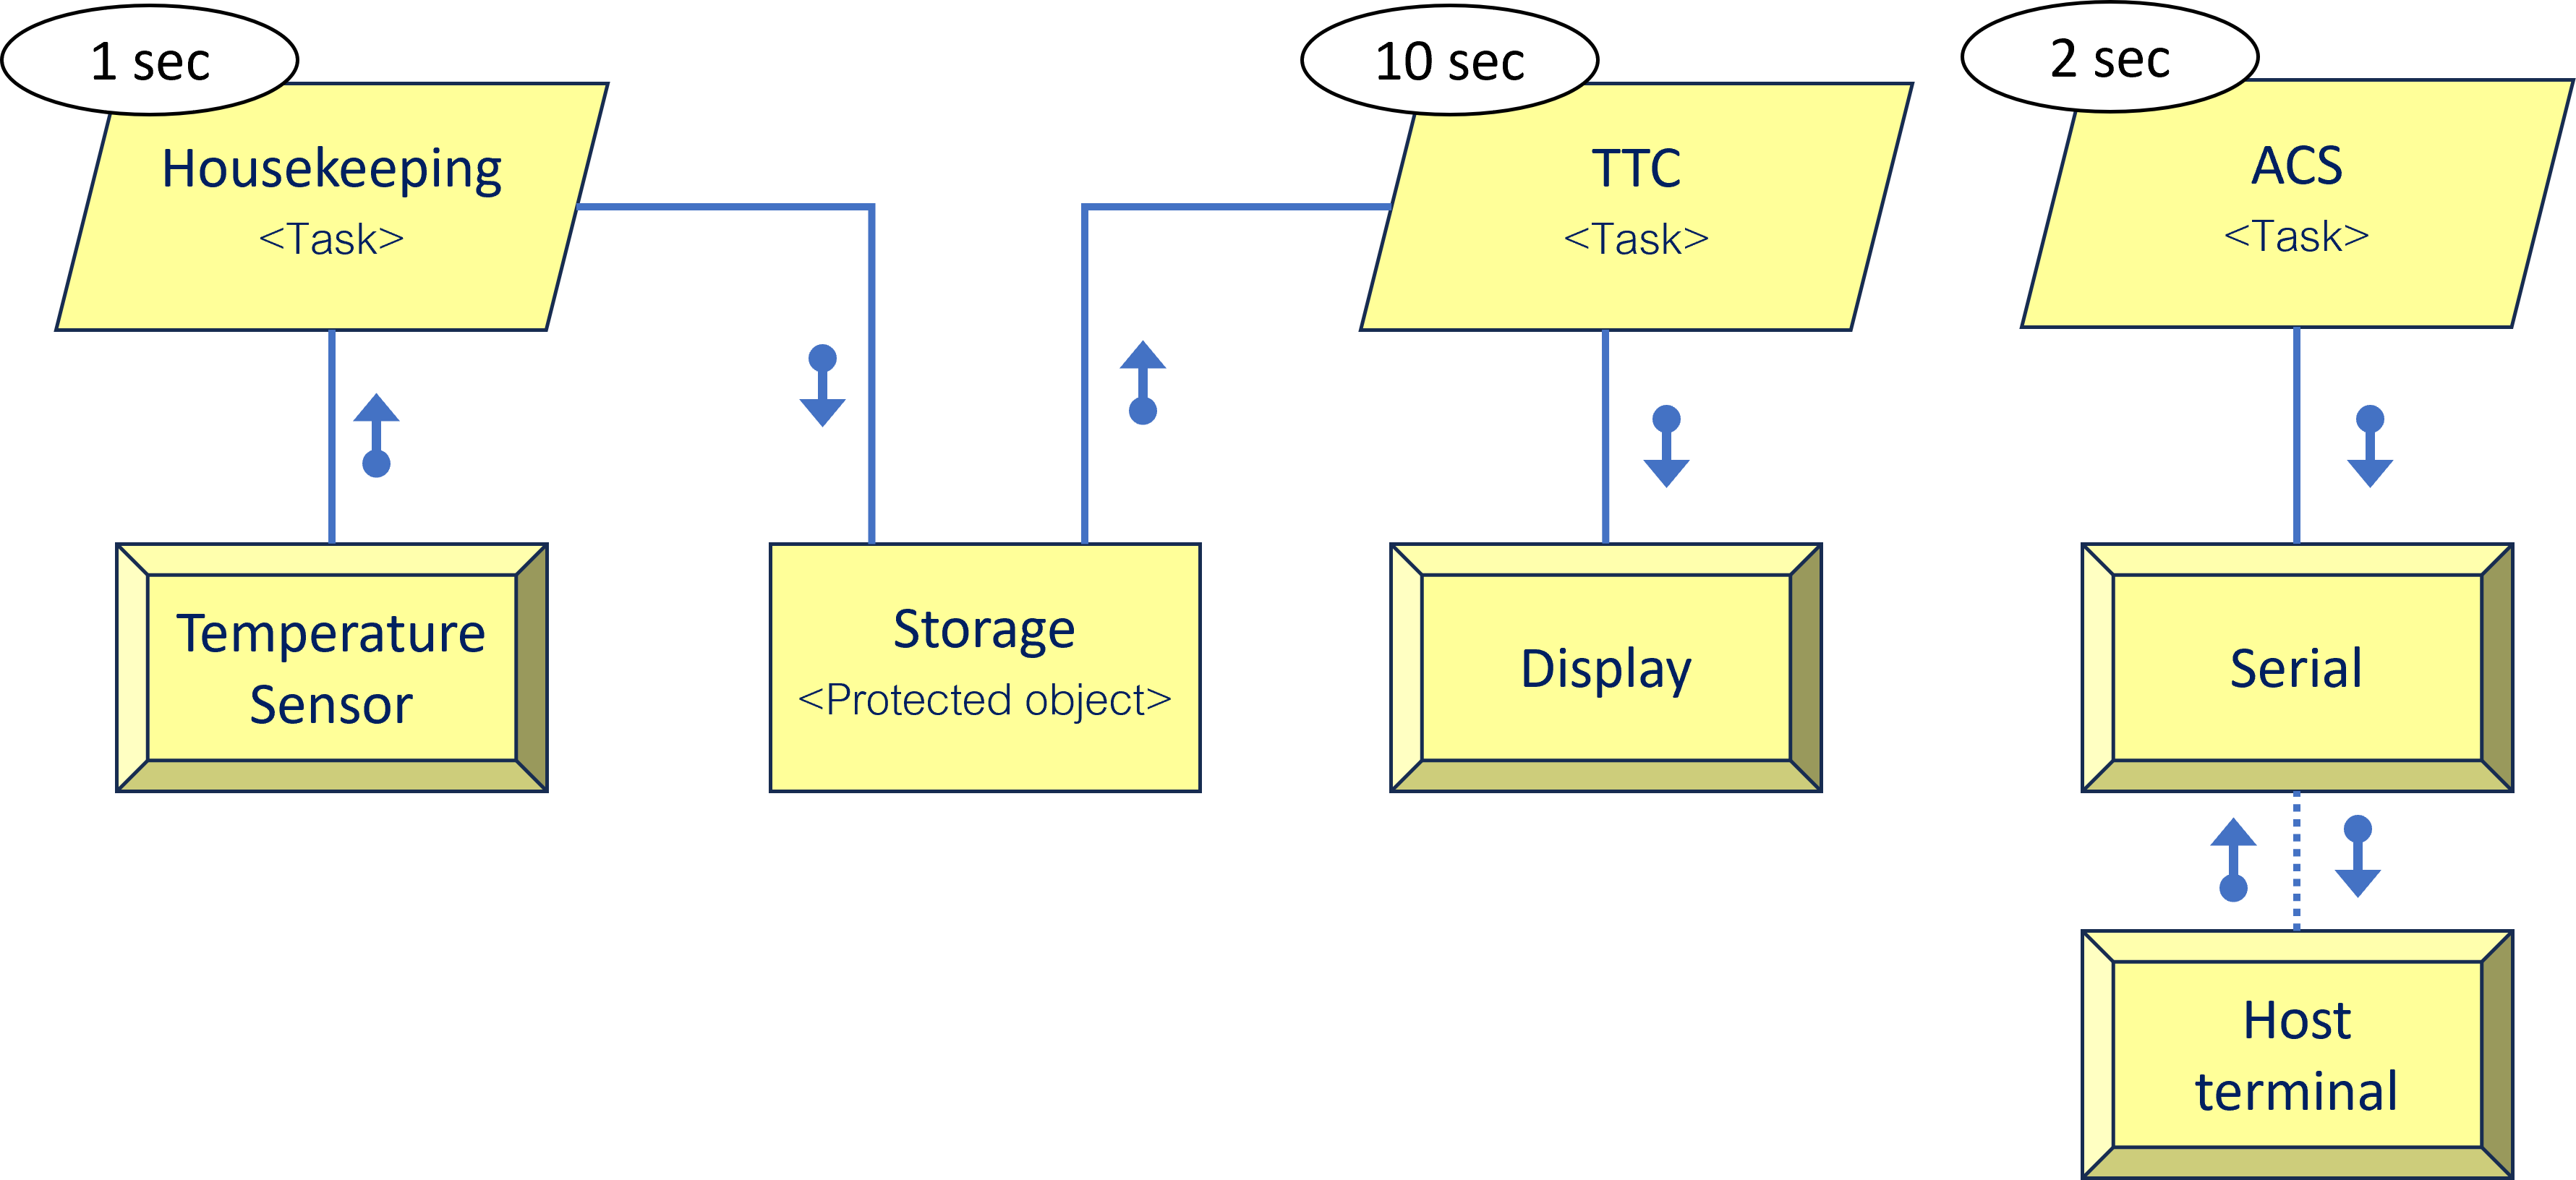 1 sec
Housekeeping
<Task>
10 sec
TTC
<Task>
2 sec
ACS
<Task>
Temperature
Sensor
Storage
<Protected object>
Display
Serial
Host
terminal